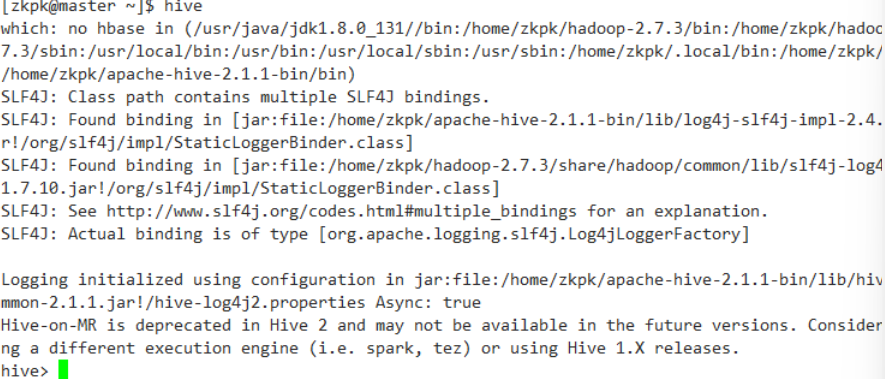 [zkpk@master ~]$ hive
which: no hbase in (/usr/java/jdk1.8.0_131//bin:/home/zkpk/hadoop-2.7.3/bin:/home/zkpk/hadoo
7.3/sbin:/usr/local/bin:/usr/bin:/usr/local/sbin:/usr/sbin:/home/zkpk/.local/bin:/home/zkpk/
/home/zkpk/apache-hive-2.1.1-bin/bin)
SLF4J: Class path contains multiple SLF4J bindings.
SLF4J: Found binding in [jar:file:/home/zkpk/apache-hive-2.1.1-bin/lib/log4j-slf4j-impl-2.4.
r!/org/slf4j/impl/StaticLoggerBinder.class]
SLF4J: Found binding in [jar:file:/home/zkpk/hadoop-2.7.3/share/hadoop/common/lib/slf4j-log4
1.7.10.jar!/org/slf4j/impl/StaticLoggerBinder.class]
SLF4J: See http://www.slf4j.org/codes.html#multiple_bindings for an explanation.
SLF4J: Actual binding is of type [org.apache.logging.slf4j.Log4jLoggerFactory]
Logging initialized using configuration in jar:file:/home/zkpk/apache-hive-2.1.1-bin/lib/hiv
mmon-2.1.1.jar!/hive-log4j2.properties Async: true
Hive-on-MR is deprecated in Hive 2 and may not be available in the future versions. Consider
ng a different execution engine (i.e. spark, tez) or using Hive 1.X releases.
hive>